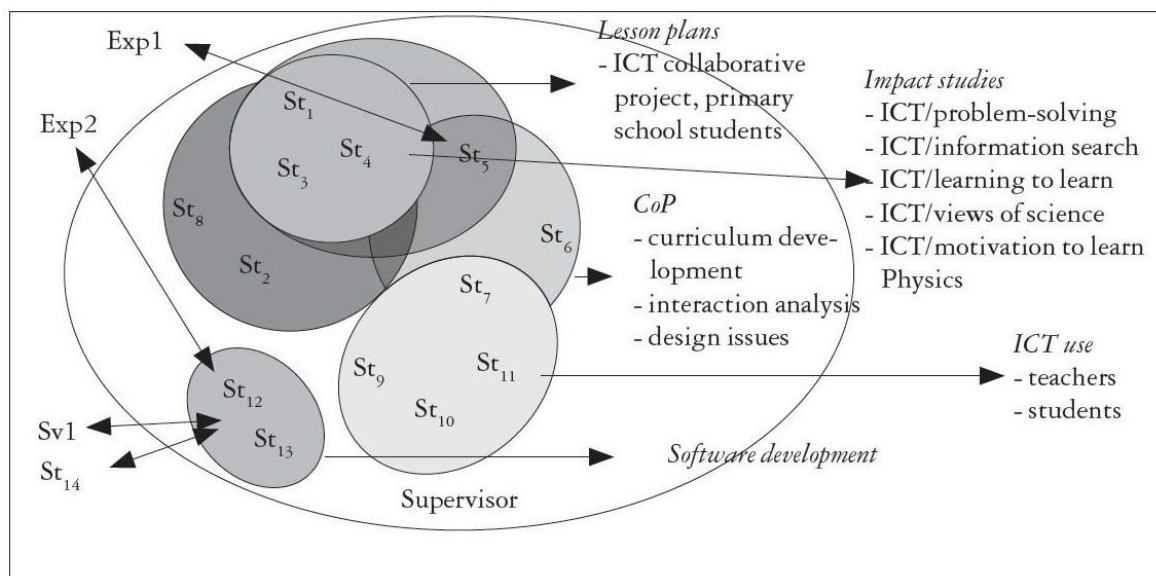 Exp1
Exp2
St1
St4
St3
St5
St8
St2
St6
St7
St9
St11
St10
St12
St13
Sv1
St14
Supervisor
Lesson plans
- ICT collaborative
project, primary
school students
CoP
- curriculum deve-
lopment
- interaction analysis
- design issues
Impact studies
- ICT/problem-solving
- ICT/information search
- ICT/learning to learn
- ICT/views of science
- ICT/motivation to learn
Physics
ICT use
- teachers
- students
Software development